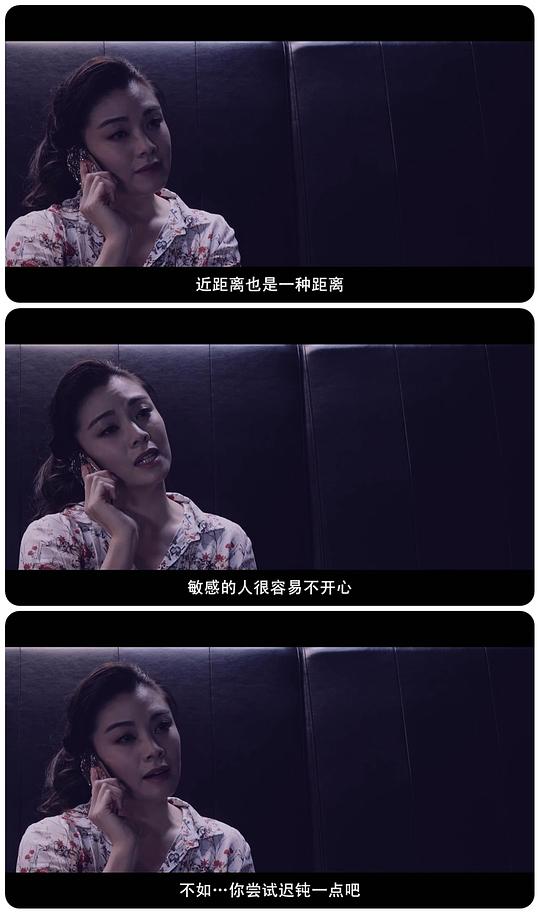 近距离也是一种距离
敏感的人很容易不开心
不如…你尝试迟钝一点吧